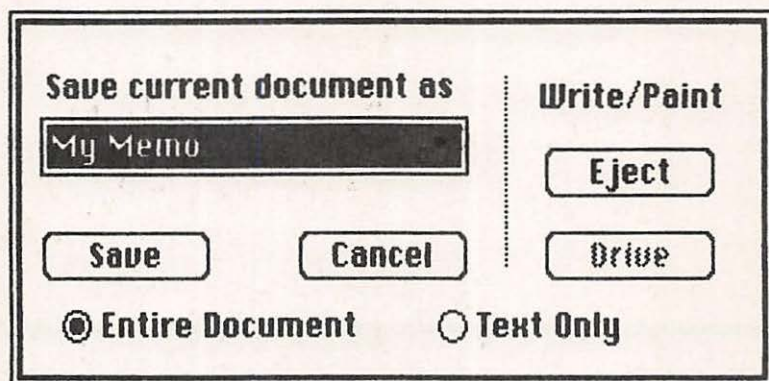 Save current document as
My Memo
Save
Cancel
Write/Paint
Eject
Drive
Entire Document
Text Only